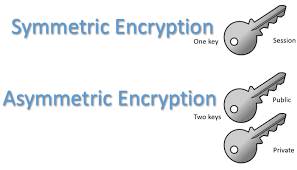 Symmetric Encryption
One key
Session
Asymmetric Encryption
Public
Two keys
Private